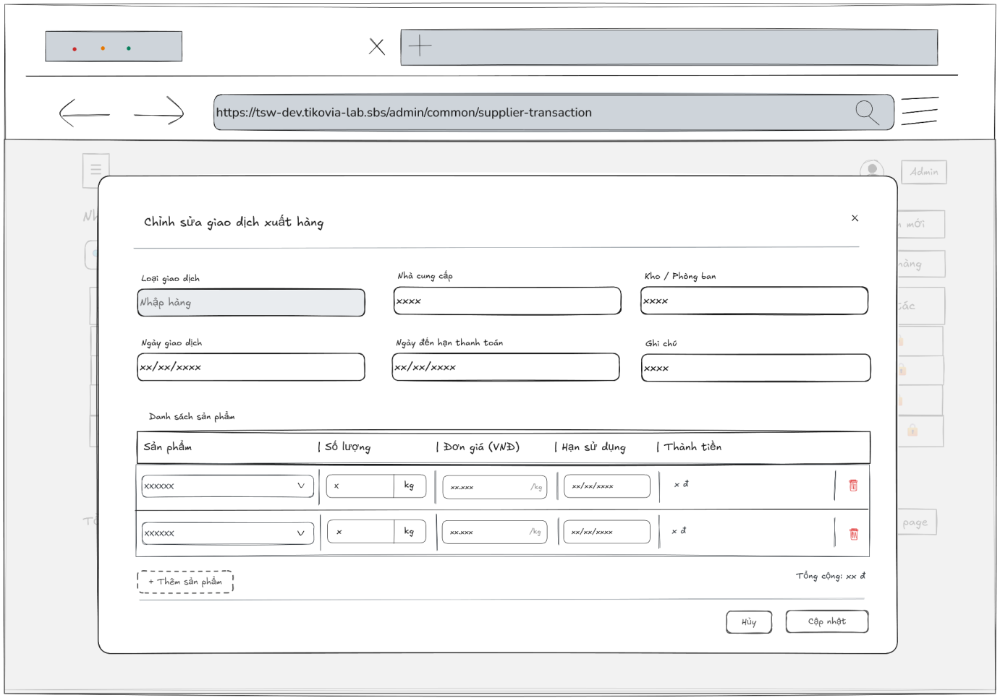 https://tsw-dev.tikovia-lab.sbs/admin/common/supplier-transaction
Admin
Nh
mới
Chỉnh sửa giao dịch xuất hàng
x
àng
Loại giao dịch
Nhà cung cấp
Kho / Phòng ban
Nhập hàng
xxxx
xxxx
tác
Ngày giao dịch
Ngày đến hạn thanh toán
Ghi chú
xx/xx/xxxx
xx/xx/xxxx
xxxx
Danh sách sản phẩm
Sản phẩm | Số lượng | Đơn giá (VNĐ) | Hạn sử dụng | Thành tiền
xxxxxx x kg xx.xxx /kg xx/xx/xxxx x đ
xxxxxx x kg xx.xxx /kg xx/xx/xxxx x đ
page
+ Thêm sản phẩm
Tổng cộng: xx đ
Hủy
Cập nhật